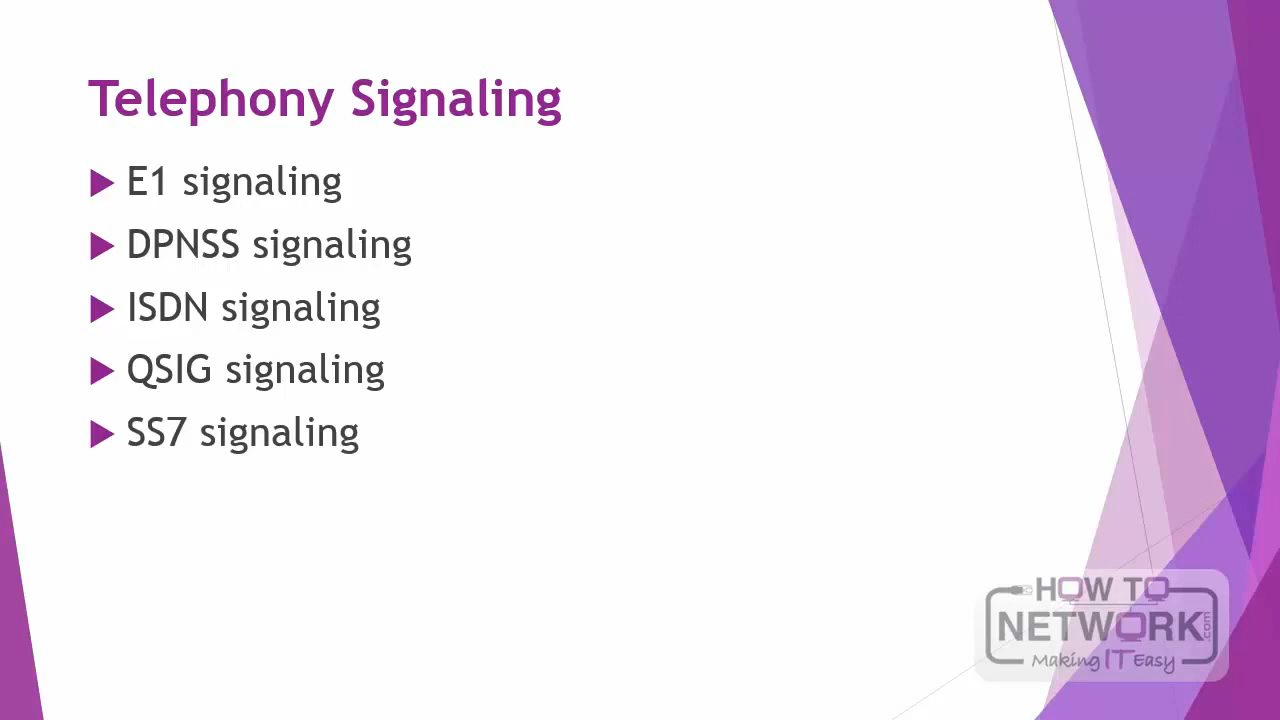 Telephony Signaling
E1 signaling
DPNSS signaling
ISDN signaling
QSIG signaling
SS7 signaling
HOW TO
NETWORK.com
Making IT Easy